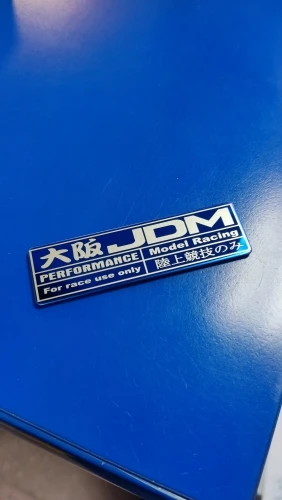 大阪 JDM
PERFORMANCE Model Racing
For race use only 陸上競技のみ